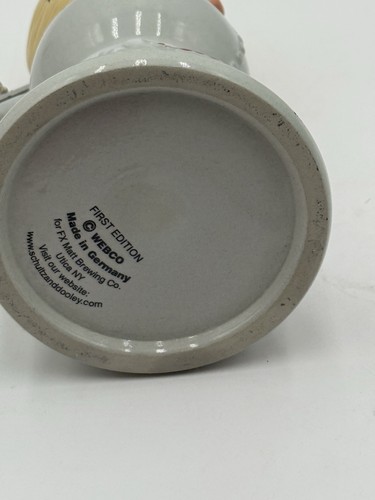 FIRST EDITION
© WEBCO
Made in Germany
for FX Matt Brewing Co.
Utica NY
Visit our website:
www.schultzanddooley.com